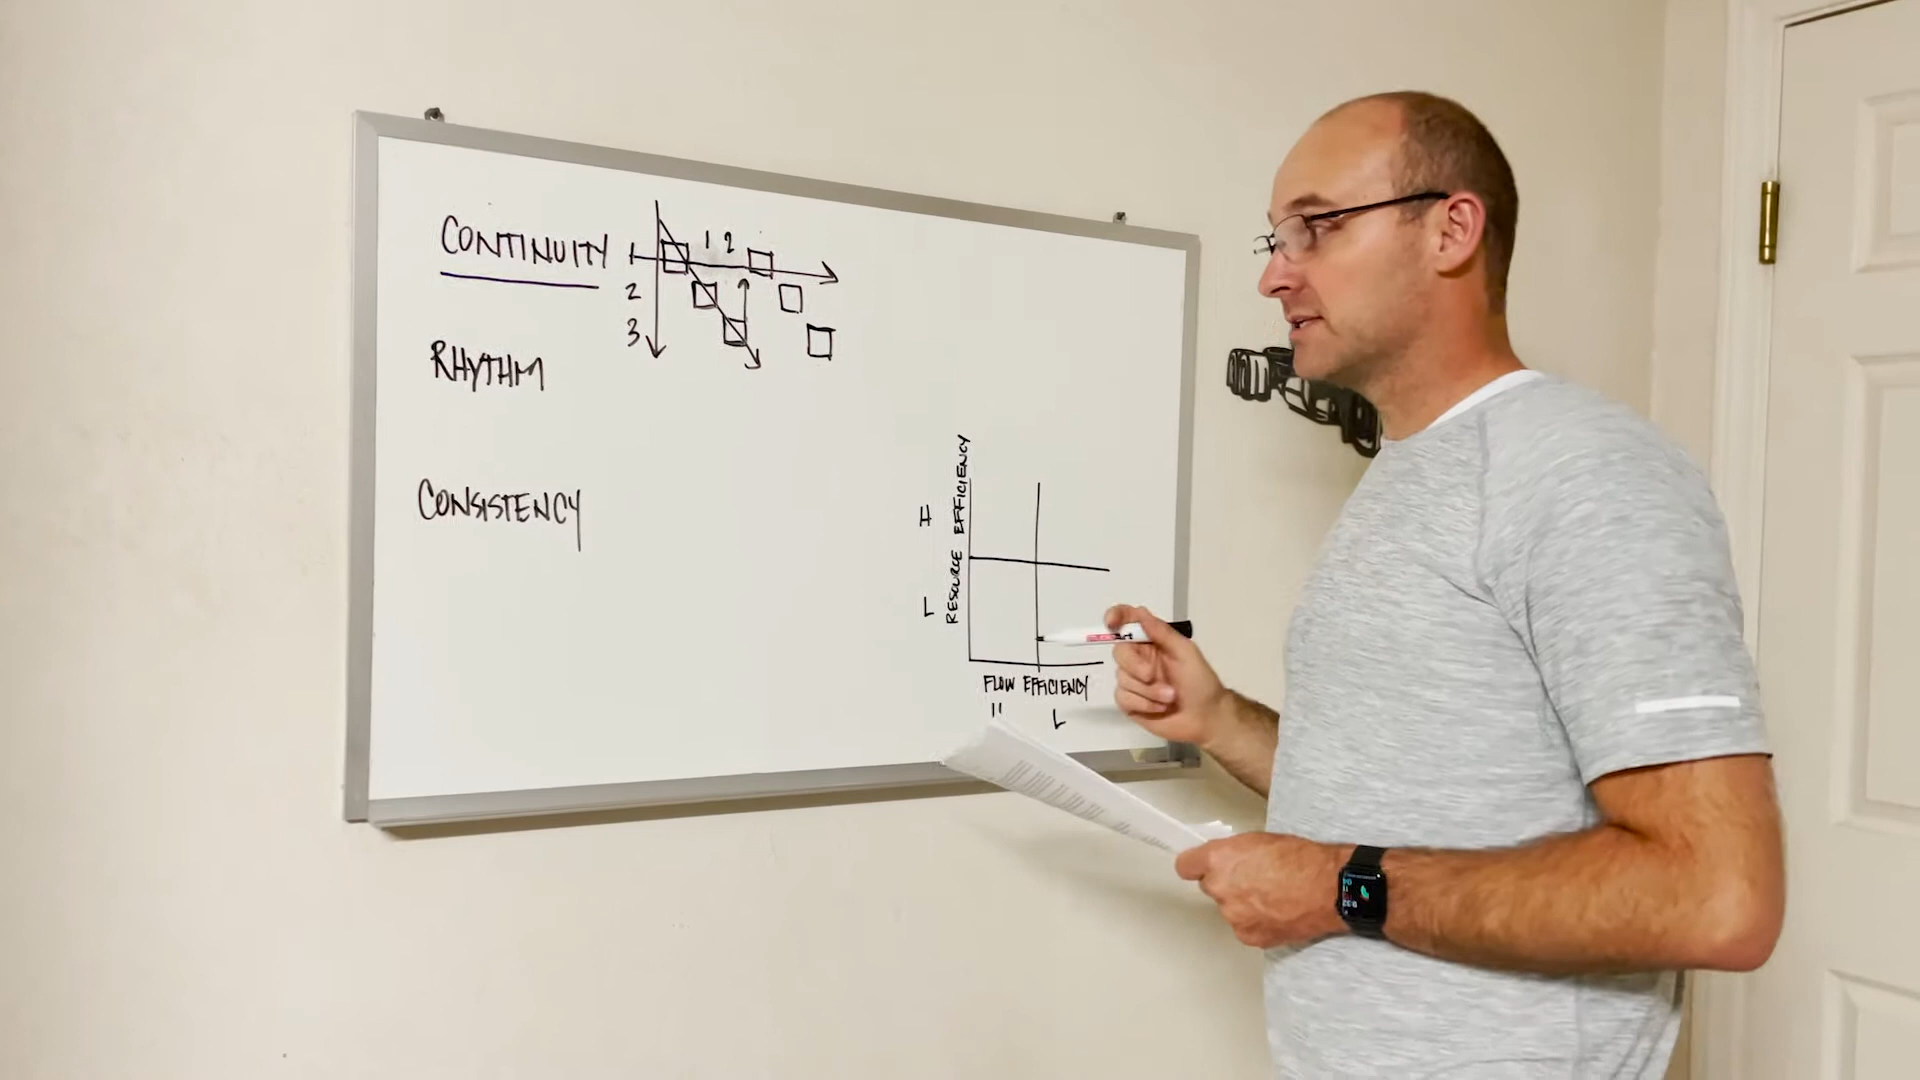 CONTINUITY
1 2
1
2
3
RHYTHM
CONSISTENCY
RESOURCE EFFICIENCY
H
L
FLOW EFFICIENCY
L